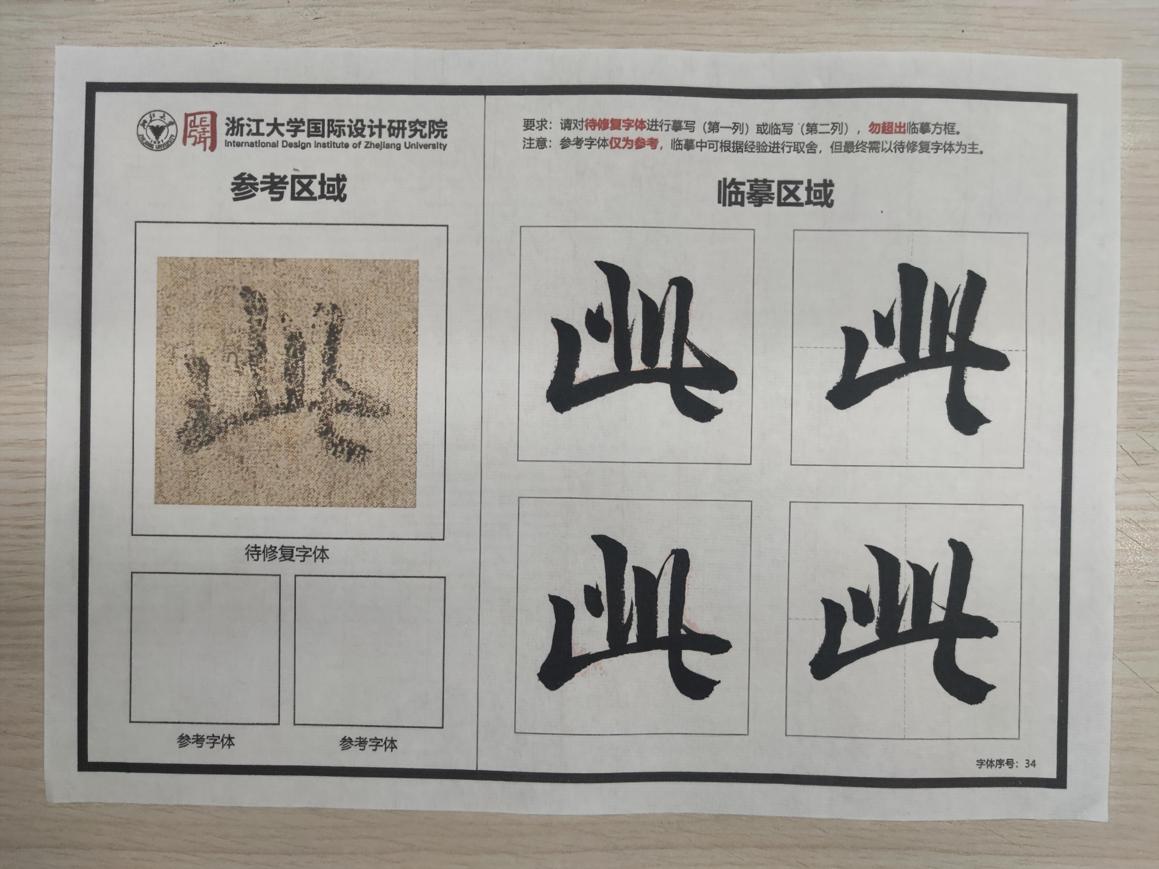 浙江大学国际设计研究院
International Design Institute of Zhejiang University
要求：请对待修复字体进行摹写（第一列）或临写（第二列），勿超出临摹方框。
注意：参考字体仅为参考，临摹中可根据经验进行取舍，但最终需以待修复字体为主。
参考区域
待修复字体
参考字体
参考字体
临摹区域
此 此
此 此
字体序号：34